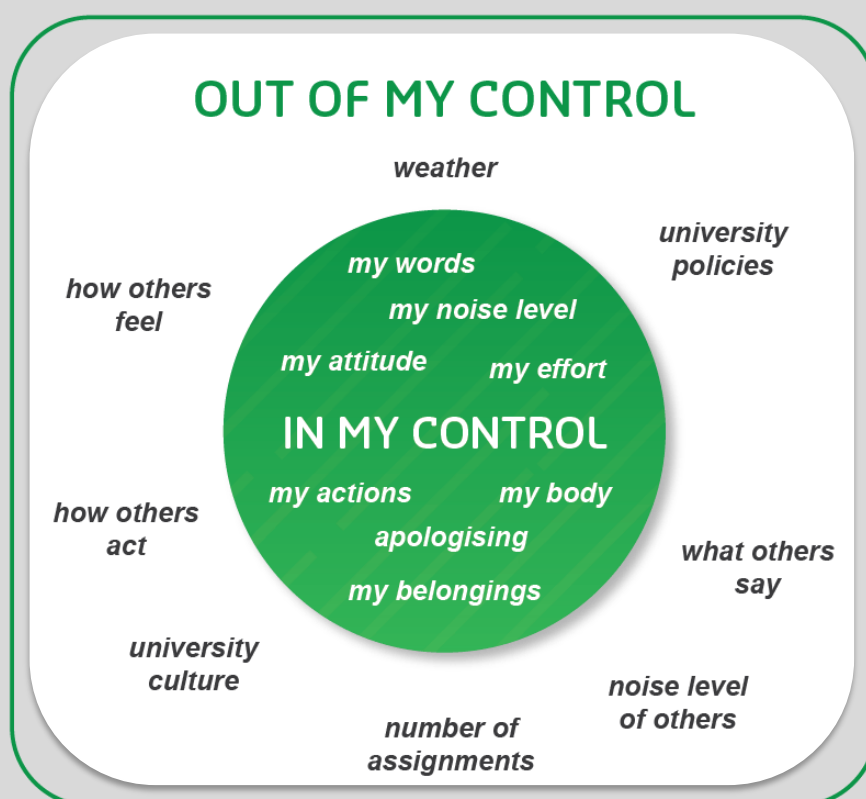 OUT OF MY CONTROL
weather
university
policies
how others
feel
my words
my noise level
my attitude
my effort
IN MY CONTROL
my actions
my body
apologising
my belongings
how others
act
what others
say
university
culture
noise level
of others
number of
assignments